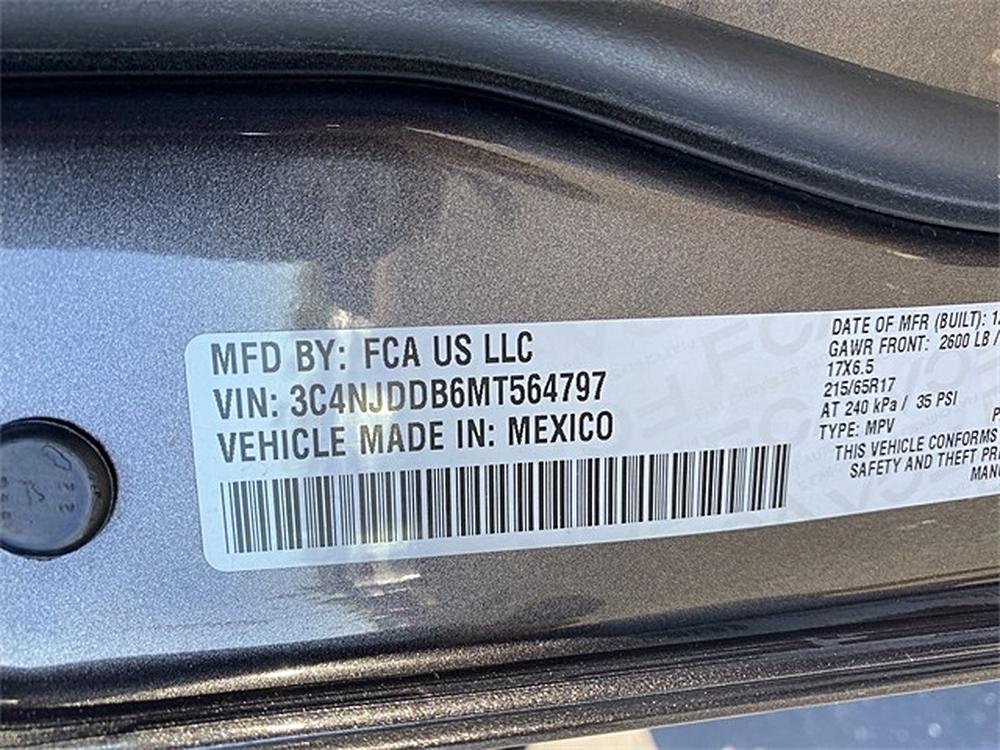 MFD BY: FCA US LLC
VIN: 3C4NJDDB6MT564797
VEHICLE MADE IN: MEXICO
DATE OF MFR (BUILT):
GAWR FRONT: 2600 LB /
17X6.5
215/65R17
AT 240 kPa / 35 PSI
TYPE: MPV
THIS VEHICLE CONFORMS
SAFETY AND THEFT